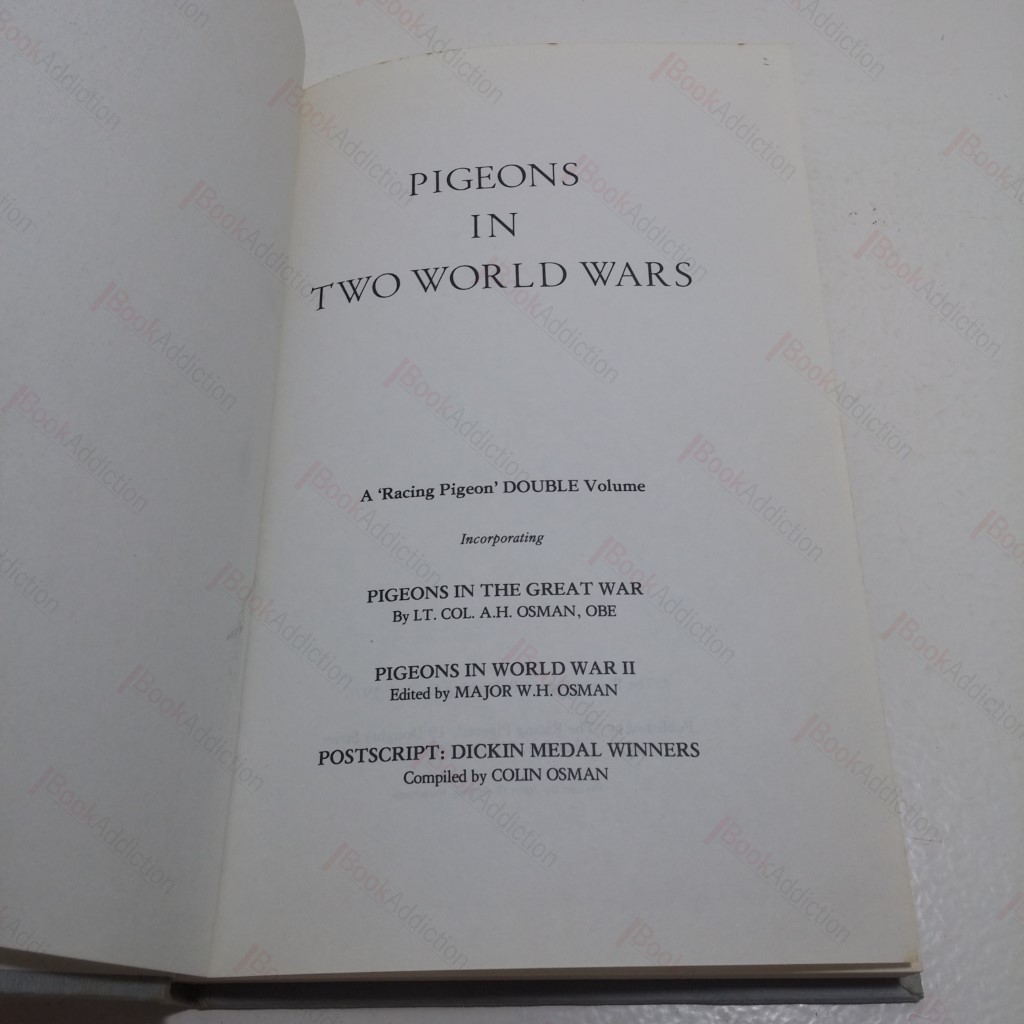 PIGEONS
IN
TWO WORLD WARS
A ‘Racing Pigeon’ DOUBLE Volume
Incorporating
PIGEONS IN THE GREAT WAR
By LT. COL. A.H. OSMAN, OBE
PIGEONS IN WORLD WAR II
Edited by MAJOR W.H. OSMAN
POSTSCRIPT: DICKIN MEDAL WINNERS
Compiled by COLIN OSMAN
BookAddiction